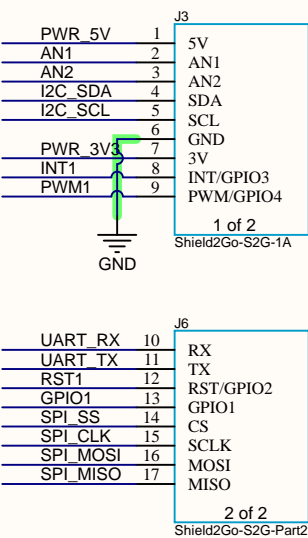 J3
PWR_5V 1 5V
AN1 2 AN1
AN2 3 AN2
I2C_SDA 4 SDA
I2C_SCL 5 SCL
6 GND
PWR_3V3 7 3V
INT1 8 INT/GPIO3
PWM1 9 PWM/GPIO4
1 of 2
Shield2Go-S2G-1A
GND
J6
UART_RX 10 RX
UART_TX 11 TX
RST1 12 RST/GPIO2
GPIO1 13 GPIO1
SPI_SS 14 CS
SPI_CLK 15 SCLK
SPI_MOSI 16 MOSI
SPI_MISO 17 MISO
2 of 2
Shield2Go-S2G-Part2